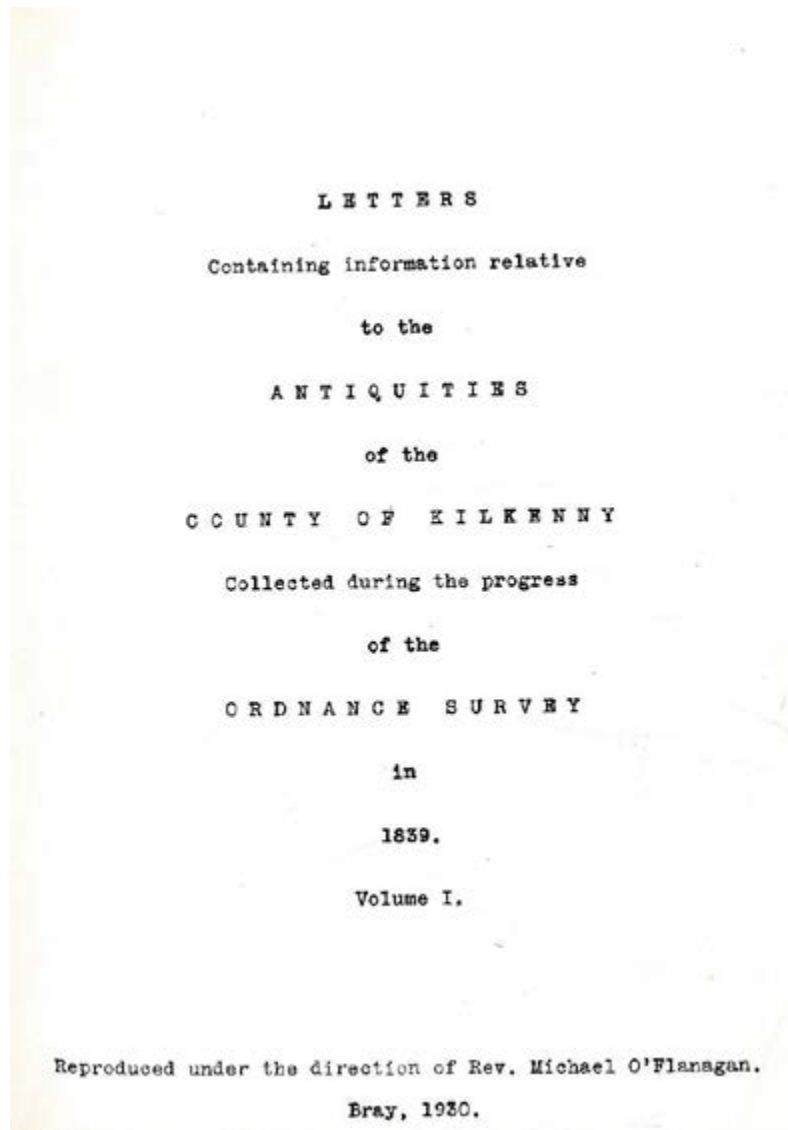 LETTERS
Containing information relative
to the
ANTIQUITIES
of the
COUNTY OF KILKENNY
Collected during the progress
of the
ORDNANCE SURVEY
in
1839.
Volume I.
Reproduced under the direction of Rev. Michael O'Flanagan.
Bray, 1930.